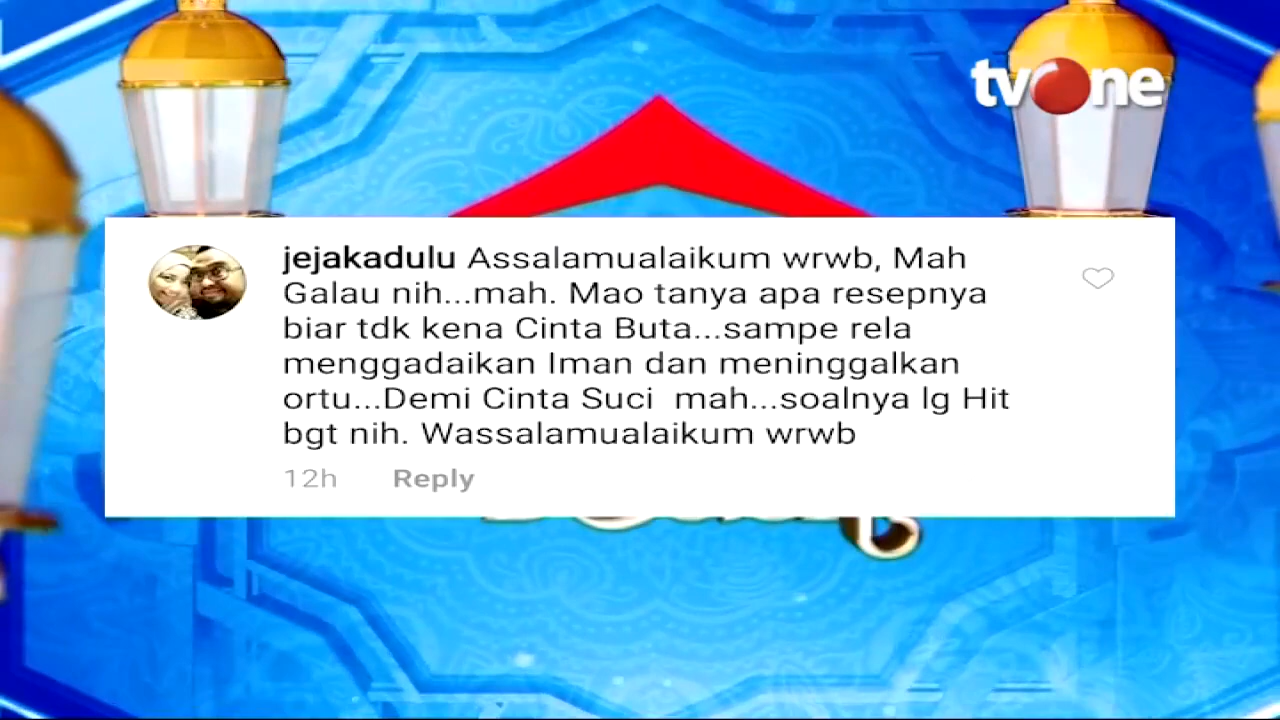 tvOne
jejakadulu Assalamualaikum wrwb, Mah
Galau nih...mah. Mao tanya apa resepnya
biar tdk kena Cinta Buta...sampe rela
menggadaikan Iman dan meninggalkan
ortu...Demi Cinta Suci mah...soalnya lg Hit
bgt nih. Wassalamualaikum wrwb
12h Reply